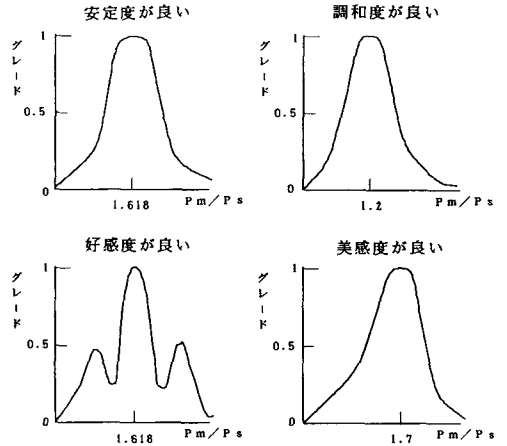 安定度が良い
グレード
1
0.5
0
1.618
Pm/Ps
調和度が良い
グレード
1
0.5
0
1.2
Pm/Ps
好感度が良い
グレード
1
0.5
0
1.618
Pm/Ps
美感度が良い
グレード
1
0.5
0
1.7
Pm/Ps